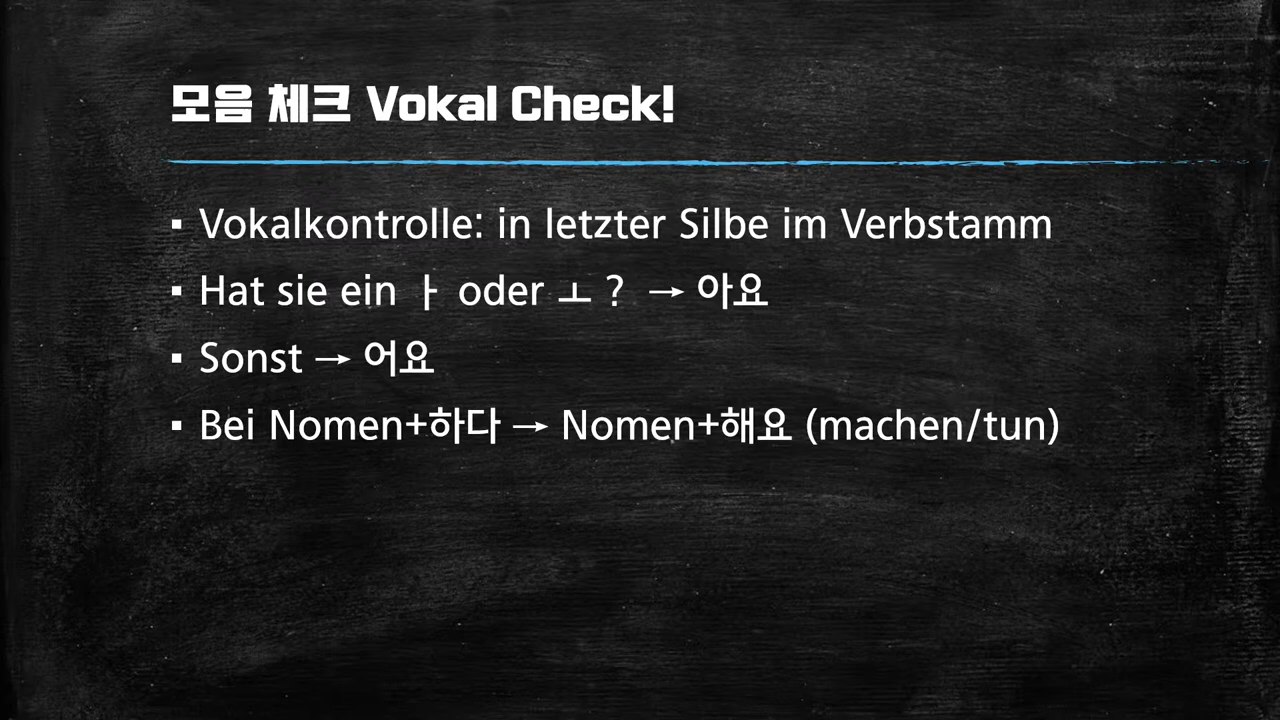 모음 체크 Vokal Check!
▪ Vokalkontrolle: in letzter Silbe im Verbstamm
▪ Hat sie ein ㅏ oder ㅗ ? → 아요
▪ Sonst → 어요
▪ Bei Nomen+하다 → Nomen+해요 (machen/tun)